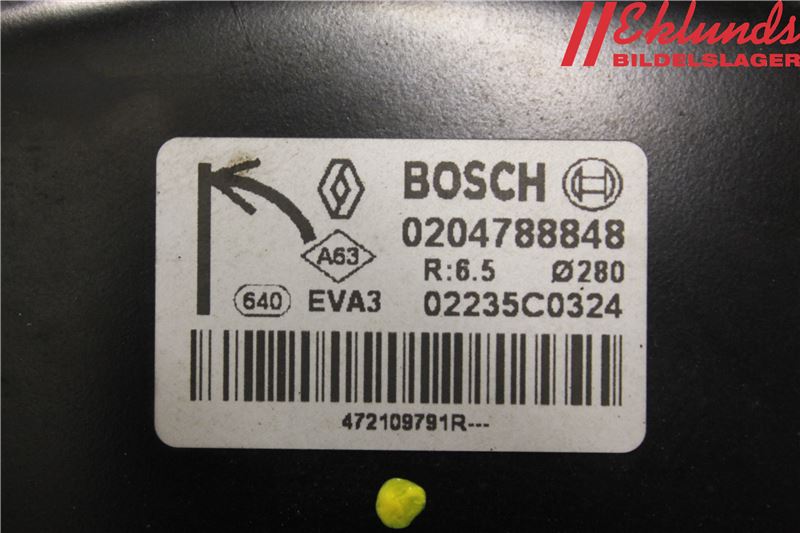 Eklunds
BILDELSLAGER
BOSCH
0204788848
A63
R:6.5 Ø280
640 EVA3 02235C0324
472109791R---